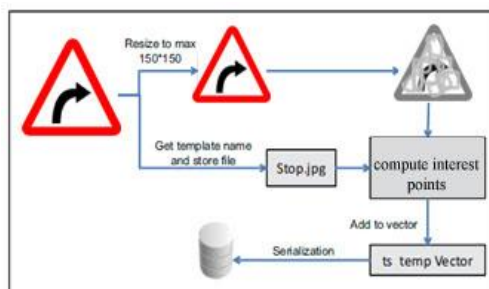 Resize to max
150*150
Get template name
and store file
Stop.jpg
compute interest
points
Add to vector
Serialization
ts temp Vector